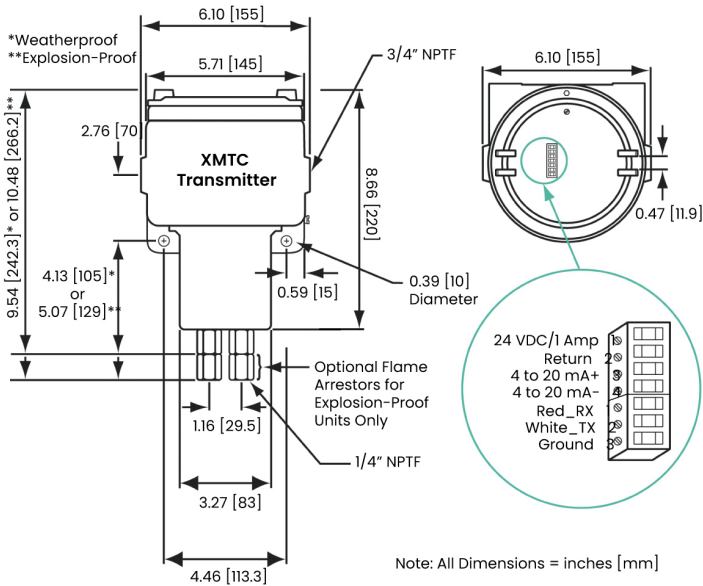 6.10 [155]
*Weatherproof
**Explosion-Proof
5.71 [145]
3/4” NPTF
6.10 [155]
2.76 [70
XMTC
Transmitter
9.54 [242.3]* or 10.48 [266.2]**
8.66 [220]
0.47 [11.9]
4.13 [105]*
or
5.07 [129]**
0.59 [15]
0.39 [10]
Diameter
24 VDC/1 Amp 1
Return 2
4 to 20 mA+ 3
4 to 20 mA- 4
Red_RX 1
White_TX 2
Ground 3
Optional Flame
Arrestors for
Explosion-Proof
Units Only
1.16 [29.5]
1/4” NPTF
3.27 [83]
4.46 [113.3]
Note: All Dimensions = inches [mm]